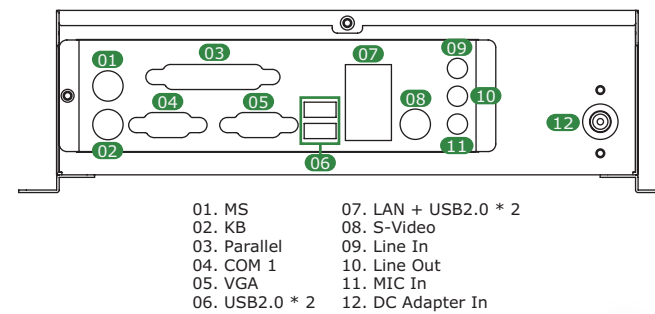 01
02
03
04
05
06
07
08
09
10
11
12
01. MS
02. KB
03. Parallel
04. COM 1
05. VGA
06. USB2.0 * 2
07. LAN + USB2.0 * 2
08. S-Video
09. Line In
10. Line Out
11. MIC In
12. DC Adapter In